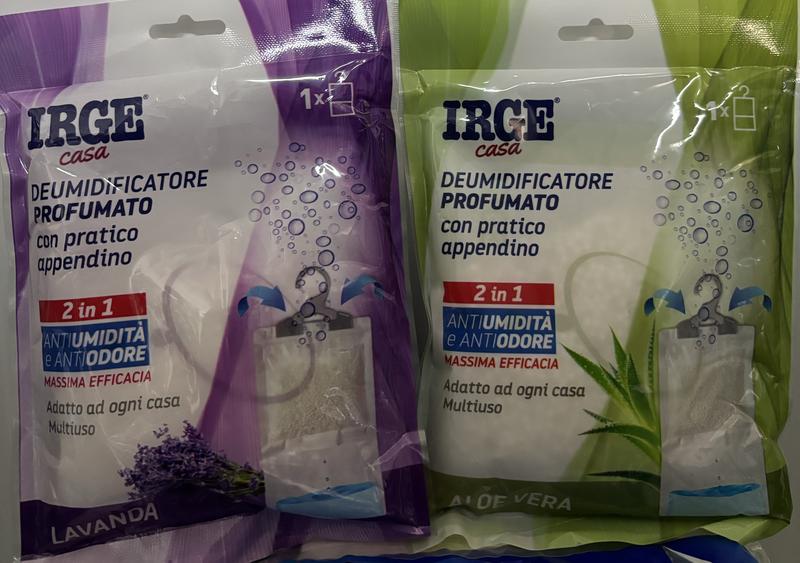 1x
IRGE
casa
DEUMIDIFICATORE
PROFUMATO
con pratico
appendino
2 in 1
ANTIUMIDITÀ
e ANTIODORE
MASSIMA EFFICACIA
Adatto ad ogni casa
Multiuso
LAVANDA
1x
IRGE
casa
DEUMIDIFICATORE
PROFUMATO
con pratico
appendino
2 in 1
ANTIUMIDITÀ
e ANTIODORE
MASSIMA EFFICACIA
Adatto ad ogni casa
Multiuso
ALOE VERA